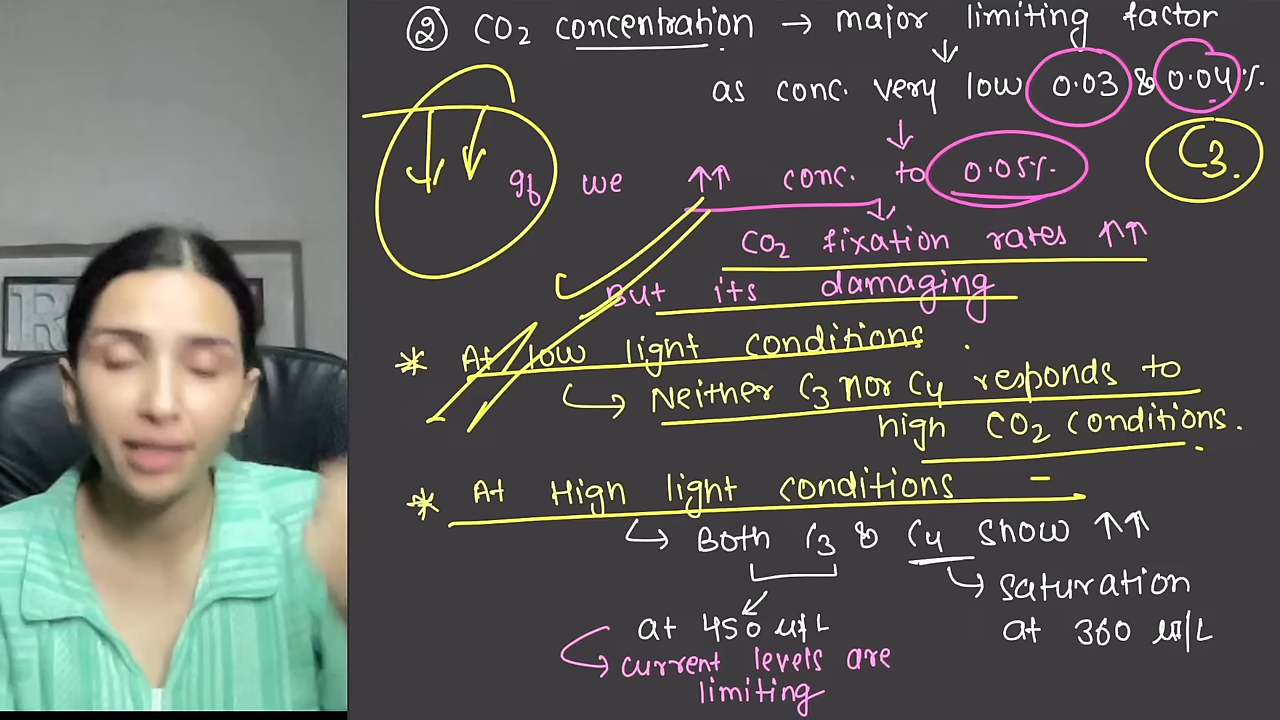 ② CO2 concentration → major limiting factor
↓
as conc. very low 0.03 & 0.04%.
↓
C3.
If we ↑↑ conc. to 0.05%.
↓
CO2 fixation rates ↑↑
But its damaging
* At low light conditions.
↳ Neither C3 nor C4 responds to
high CO2 conditions.
* At High light conditions -
↳ Both C3 & C4 show ↑↑
↳ saturation
at 450 µl/L
at 360 µl/L
↳ current levels are
limiting